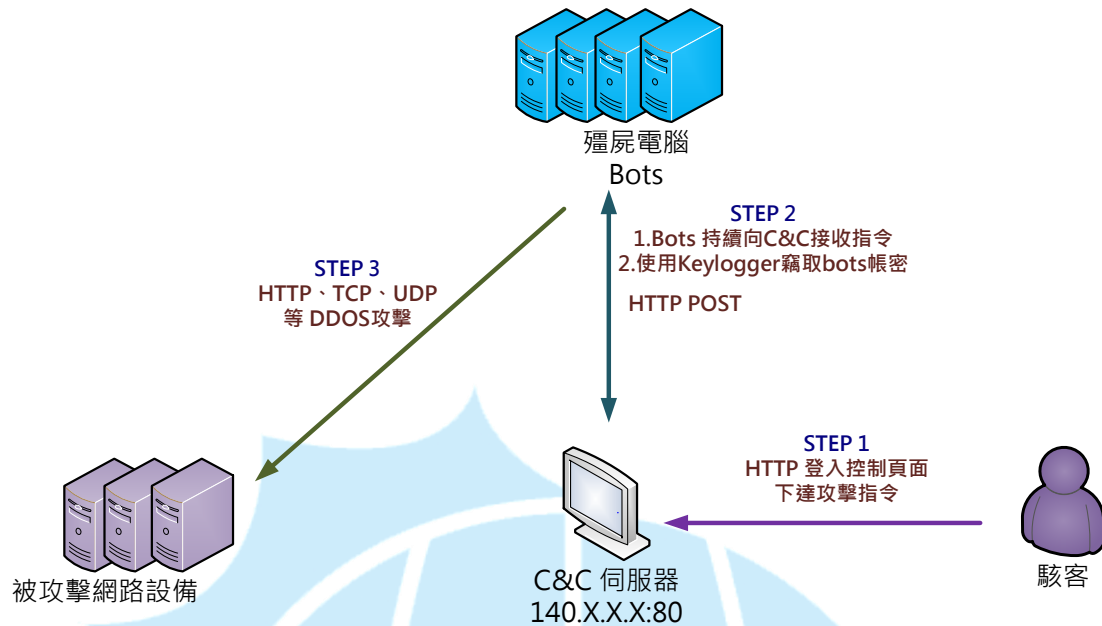 殭屍電腦
Bots
STEP 2
1.Bots 持續向C&C接收指令
2.使用Keylogger竊取bots帳密
HTTP POST
STEP 3
HTTP、TCP、UDP
等 DDOS攻擊
STEP 1
HTTP 登入控制頁面
下達攻擊指令
被攻擊網路設備
C&C 伺服器
140.X.X.X:80
駭客